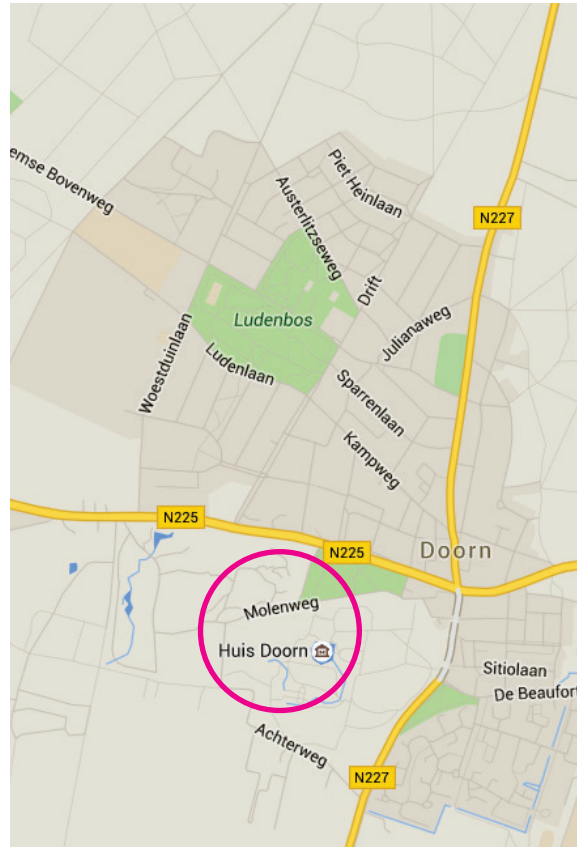 Piet Heinlaan
emse Bovenweg
Austerlitzseweg
N227
Drift
Ludenbos
Julianaweg
Woestduinlaan
Ludenlaan
Sparrenlaan
Kampweg
N225
N225
Doorn
Molenweg
Huis Doorn
Sitiolaan
De Beaufort
Achterweg
N227